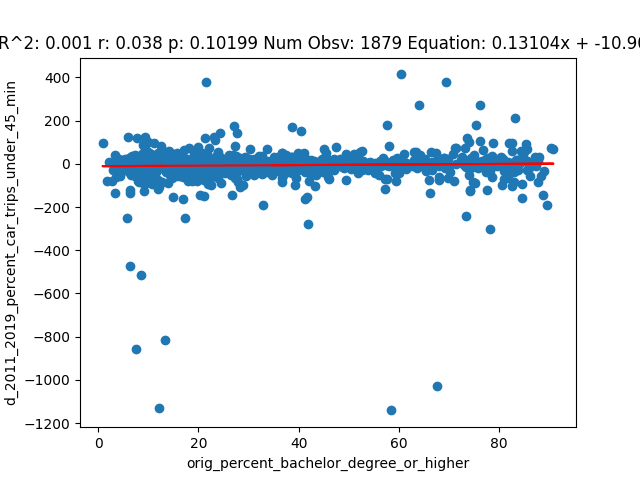 R^2: 0.001 r: 0.038 p: 0.10199 Num Obsv: 1879 Equation: 0.13104x + -10.90
d_2011_2019_percent_car_trips_under_45_min
400
200
0
−200
−400
−600
−800
−1000
−1200
0 20 40 60 80
orig_percent_bachelor_degree_or_higher